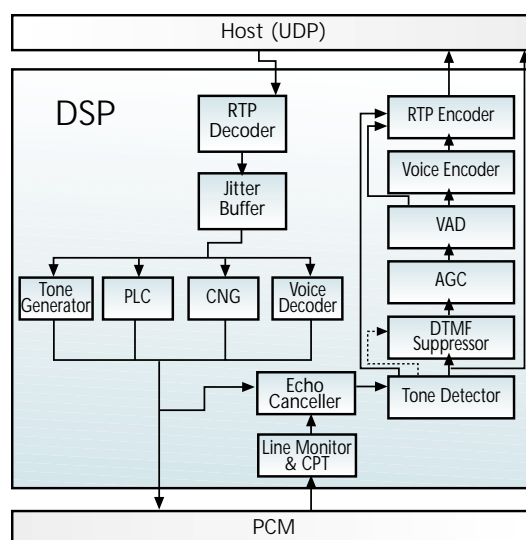 Host (UDP)
DSP
RTP
Decoder
Jitter
Buffer
Tone
Generator
PLC
CNG
Voice
Decoder
RTP Encoder
Voice Encoder
VAD
AGC
DTMF
Suppressor
Tone Detector
Echo
Canceller
Line Monitor
& CPT
PCM